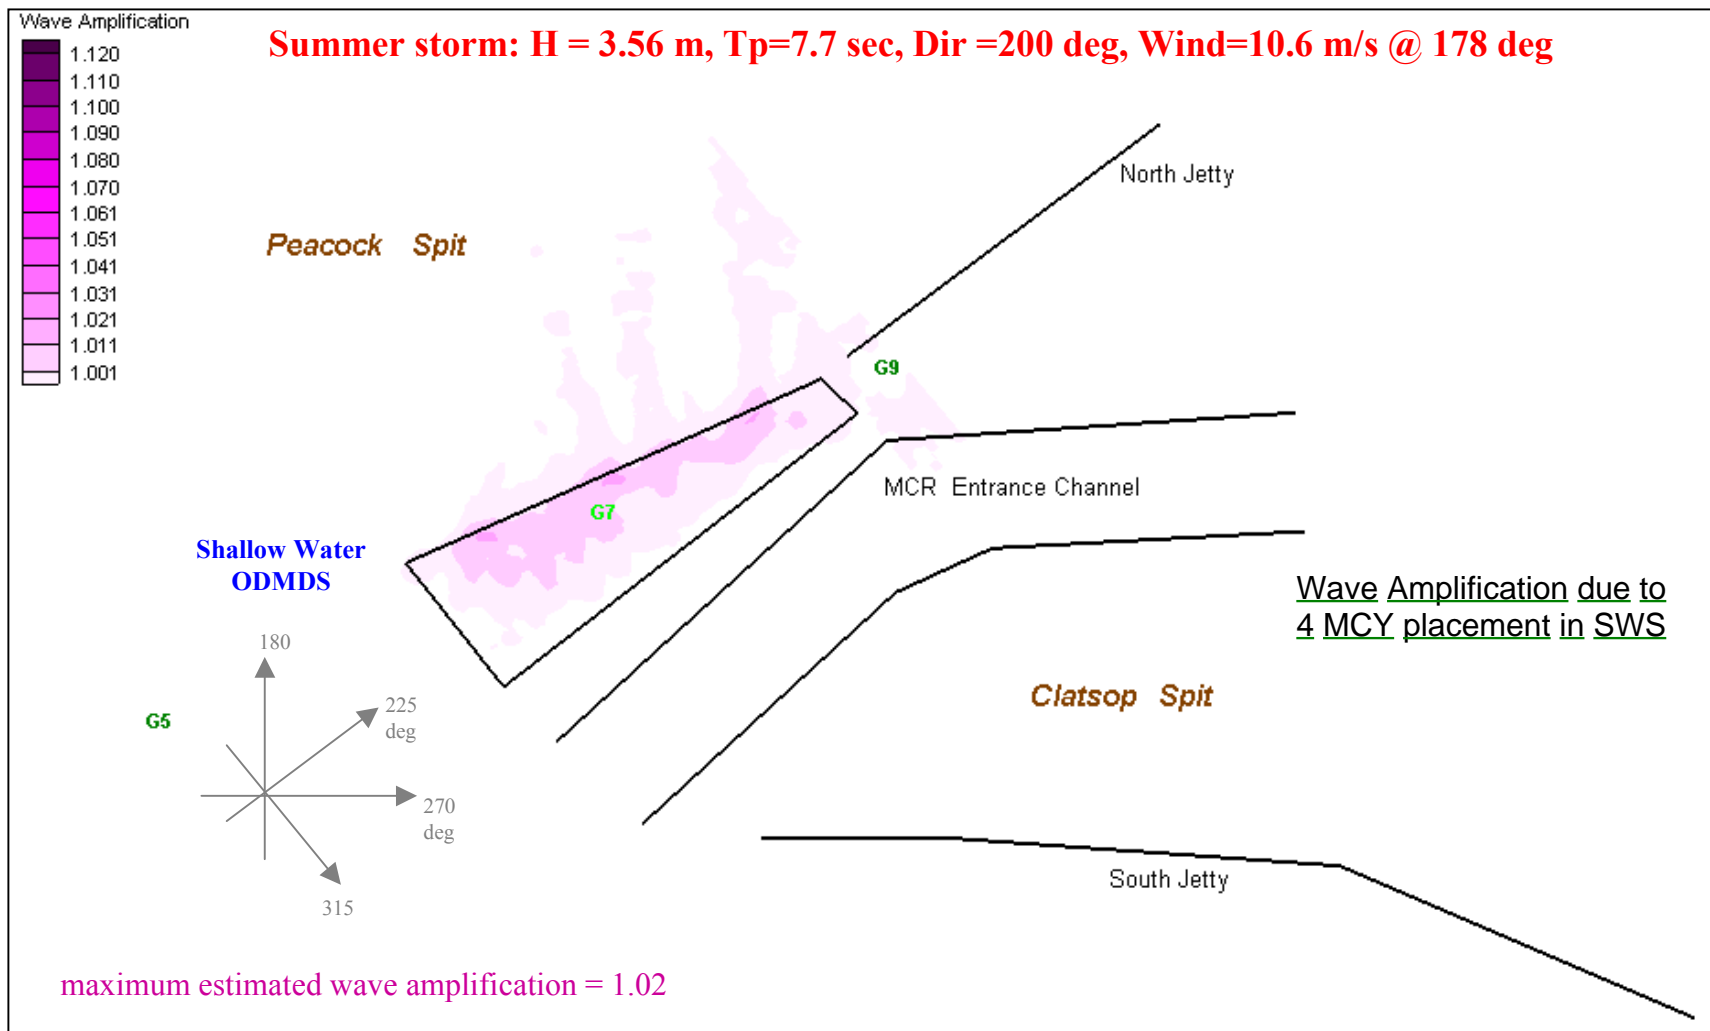 Wave Amplification
Summer storm: H = 3.56 m, Tp=7.7 sec, Dir =200 deg, Wind=10.6 m/s @ 178 deg
1.120
1.110
1.100
1.090
1.080
1.070
1.061
1.051
1.041
1.031
1.021
1.011
1.001
North Jetty
Peacock Spit
G9
MCR Entrance Channel
G7
Shallow Water
ODMDS
Wave Amplification due to
4 MCY placement in SWS
180
225
deg
G5
Clatsop Spit
270
deg
315
South Jetty
maximum estimated wave amplification = 1.02